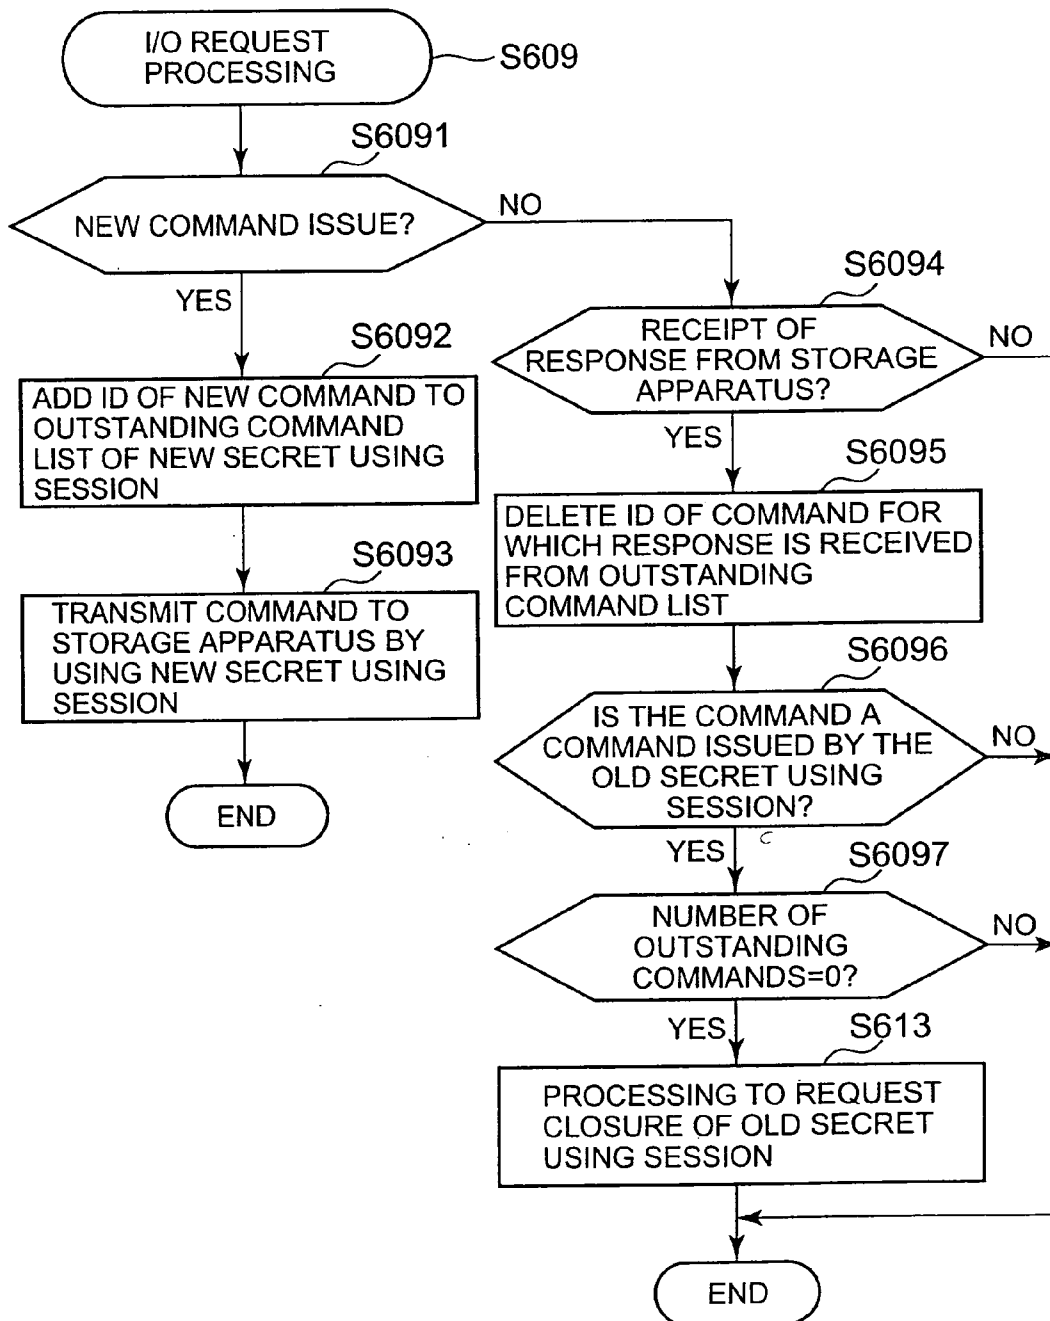 I/O REQUEST
PROCESSING
S609
S6091
NEW COMMAND ISSUE?
NO
YES
S6092
ADD ID OF NEW COMMAND TO
OUTSTANDING COMMAND
LIST OF NEW SECRET USING
SESSION
S6093
TRANSMIT COMMAND TO
STORAGE APPARATUS BY
USING NEW SECRET USING
SESSION
END
S6094
RECEIPT OF
RESPONSE FROM STORAGE
APPARATUS?
NO
YES
S6095
DELETE ID OF COMMAND FOR
WHICH RESPONSE IS RECEIVED
FROM OUTSTANDING
COMMAND LIST
S6096
IS THE COMMAND A
COMMAND ISSUED BY THE
OLD SECRET USING
SESSION?
NO
YES
S6097
NUMBER OF
OUTSTANDING
COMMANDS=0?
NO
YES
S613
PROCESSING TO REQUEST
CLOSURE OF OLD SECRET
USING SESSION
END